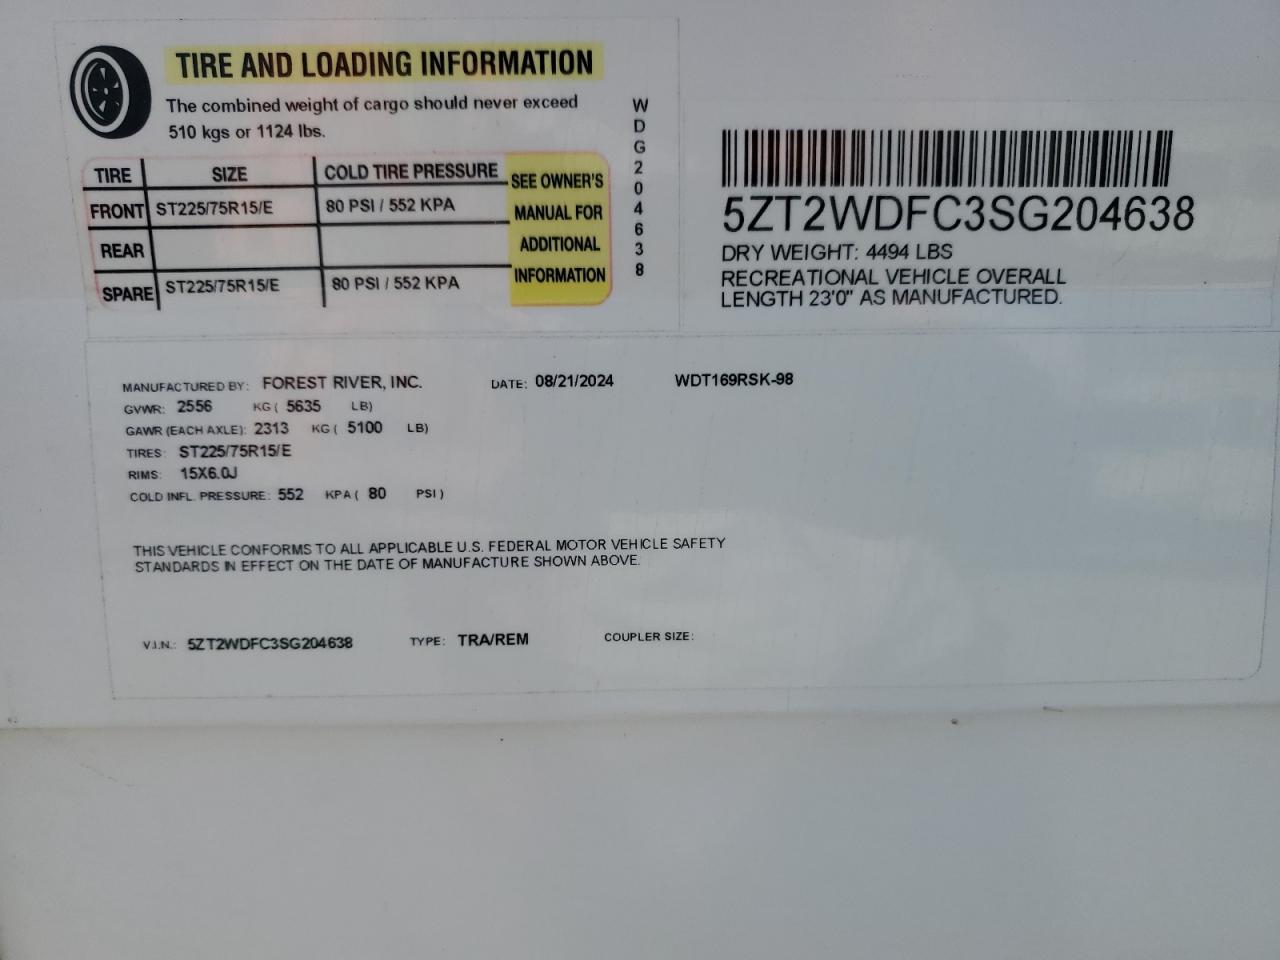 TIRE AND LOADING INFORMATION
The combined weight of cargo should never exceed
510 kgs or 1124 lbs.
TIRE SIZE COLD TIRE PRESSURE
FRONT ST225/75R15/E 80 PSI / 552 KPA
REAR
SPARE ST225/75R15/E 80 PSI / 552 KPA
SEE OWNER'S
MANUAL FOR
ADDITIONAL
INFORMATION
WDG204638
5ZT2WDFC3SG204638
DRY WEIGHT: 4494 LBS
RECREATIONAL VEHICLE OVERALL
LENGTH 23'0" AS MANUFACTURED.
MANUFACTURED BY: FOREST RIVER, INC. DATE: 08/21/2024 WDT169RSK-98
GVWR: 2556 KG ( 5635 LB)
GAWR (EACH AXLE): 2313 KG ( 5100 LB)
TIRES: ST225/75R15/E
RIMS: 15X6.0J
COLD INFL. PRESSURE: 552 KPA ( 80 PSI )
THIS VEHICLE CONFORMS TO ALL APPLICABLE U.S. FEDERAL MOTOR VEHICLE SAFETY
STANDARDS IN EFFECT ON THE DATE OF MANUFACTURE SHOWN ABOVE.
V.I.N.: 5ZT2WDFC3SG204638 TYPE: TRA/REM COUPLER SIZE: